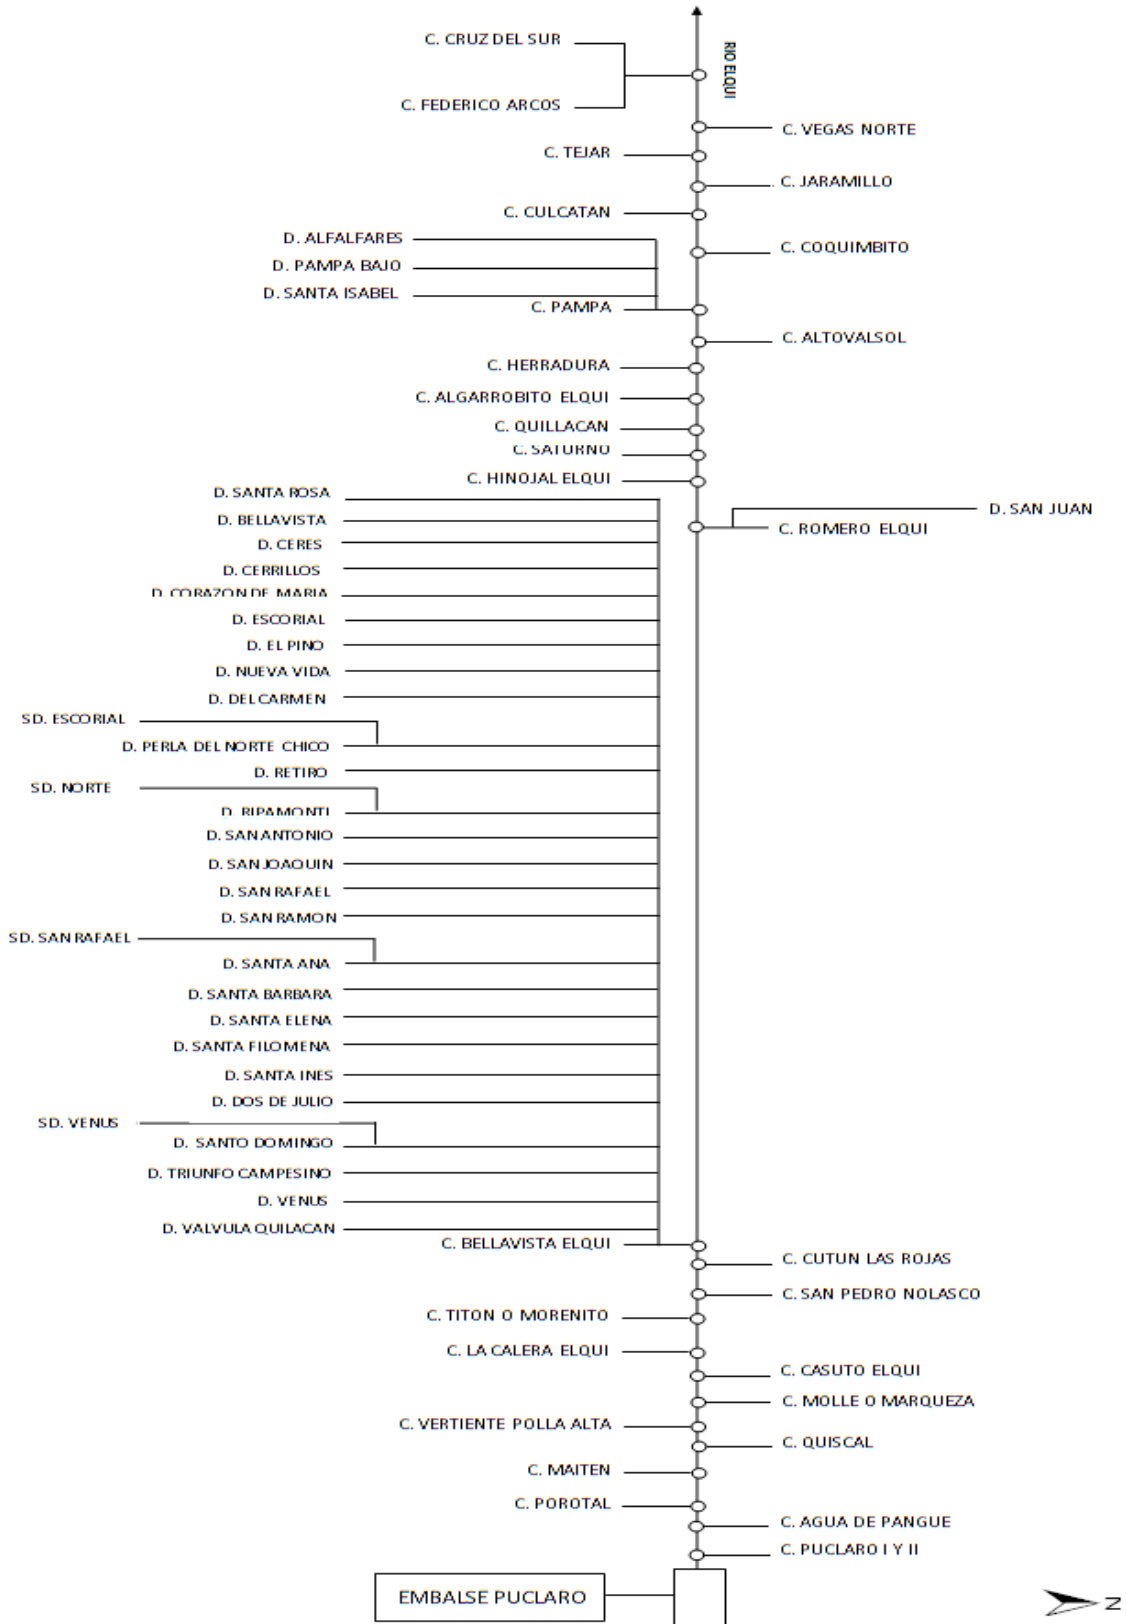 C. CRUZ DEL SUR
RIO ELQUI
C. FEDERICO ARCOS
C. VEGAS NORTE
C. TEJAR
C. JARAMILLO
C. CULCATAN
D. ALFALFARES
C. COQUIMBITO
D. PAMPA BAJO
D. SANTA ISABEL
C. PAMPA
C. ALTOVALSOL
C. HERRADURA
C. ALGARROBITO ELQUI
C. QUILLACAN
C. SATURNO
C. HINOJAL ELQUI
D. SANTA ROSA
D. SAN JUAN
D. BELLAVISTA
C. ROMERO ELQUI
D. CERES
D. CERRILLOS
D. CORAZON DE MARIA
D. ESCORIAL
D. EL PINO
D. NUEVA VIDA
D. DEL CARMEN
SD. ESCORIAL
D. PERLA DEL NORTE CHICO
D. RETIRO
SD. NORTE
D. RIPAMONTI
D. SAN ANTONIO
D. SAN JOAQUIN
D. SAN RAFAEL
D. SAN RAMON
SD. SAN RAFAEL
D. SANTA ANA
D. SANTA BARBARA
D. SANTA ELENA
D. SANTA FILOMENA
D. SANTA INES
D. DOS DE JULIO
SD. VENUS
D. SANTO DOMINGO
D. TRIUNFO CAMPESINO
D. VENUS
D. VALVULA QUILACAN
C. BELLAVISTA ELQUI
C. CUTUN LAS ROJAS
C. SAN PEDRO NOLASCO
C. TITON O MORENITO
C. LA CALERA ELQUI
C. CASUTO ELQUI
C. MOLLE O MARQUEZA
C. VERTIENTE POLLA ALTA
C. QUISCAL
C. MAITEN
C. POROTAL
C. AGUA DE PANGUE
C. PUCLARO I Y II
EMBALSE PUCLARO
N